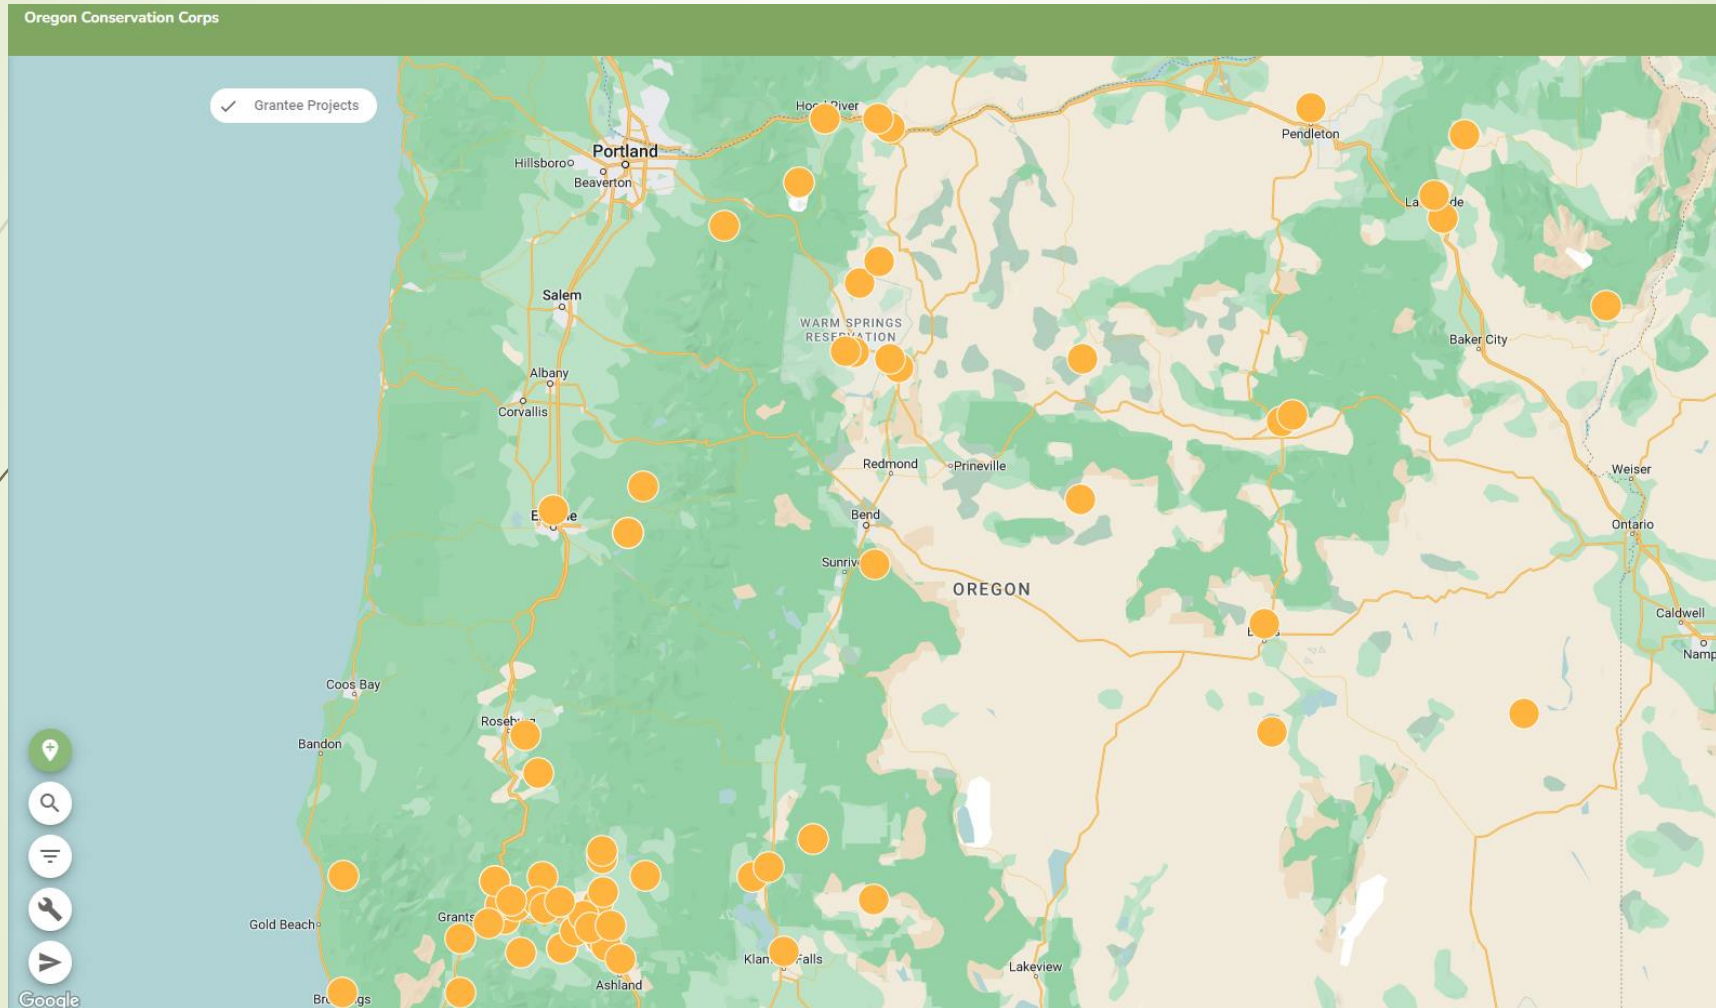 Oregon Conservation Corps
Grantee Projects
Portland
Hillsboro
Beaverton
Pendleton
Salem
WARM SPRINGS
RESERVATION
Baker City
Albany
Corvallis
Redmond
Prineville
Weiser
Bend
Ontario
OREGON
Caldwell
Coos Bay
Bandon
Gold Beach
Lakeview
Ashland
Google